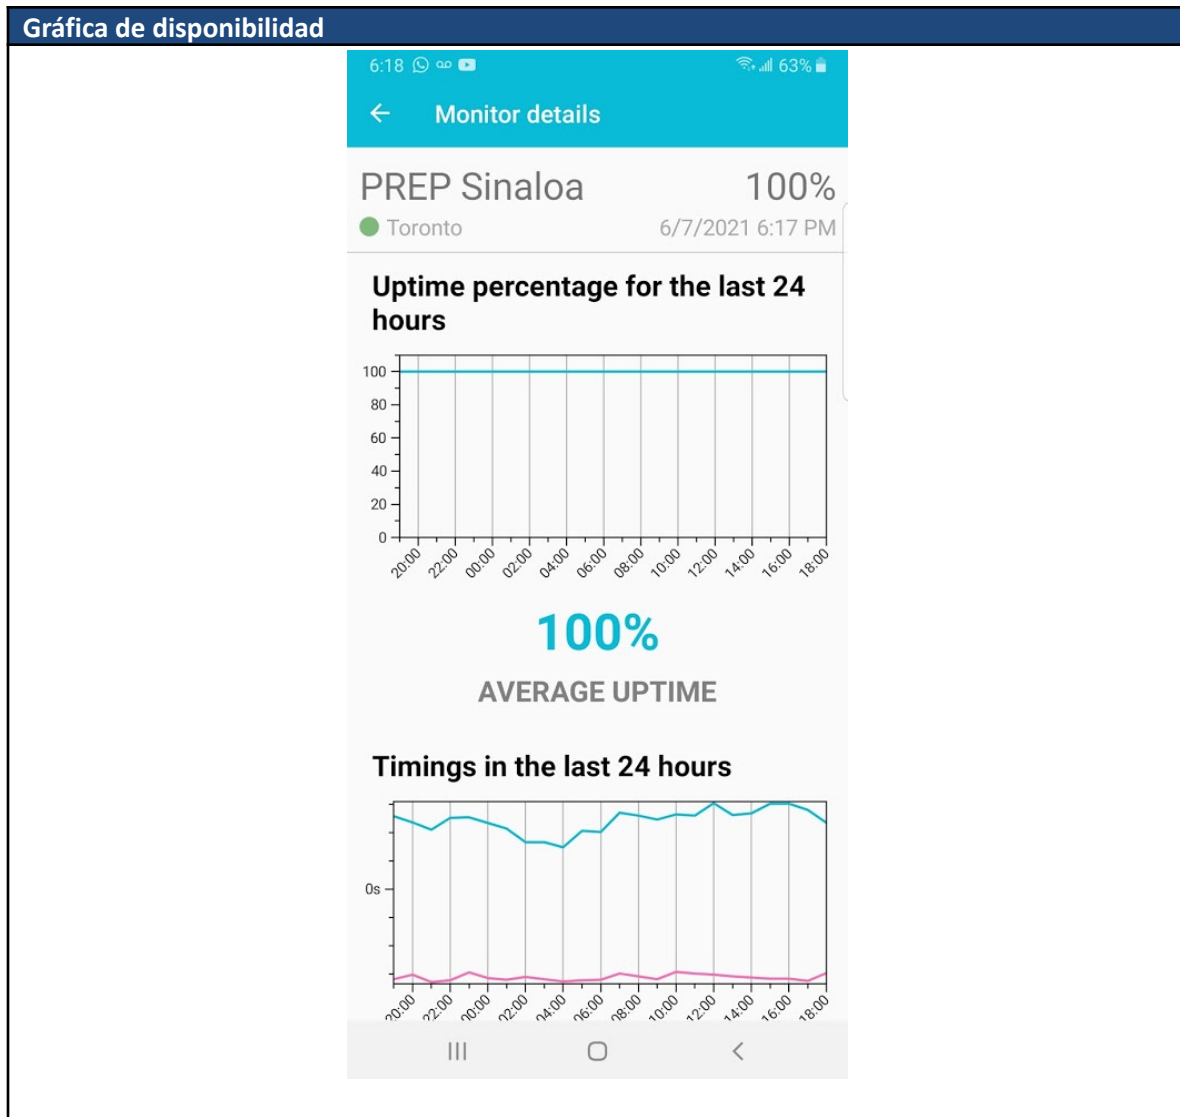 Gráfica de disponibilidad
6:18 63%
Monitor details
PREP Sinaloa 100%
Toronto 6/7/2021 6:17 PM
Uptime percentage for the last 24
hours
100
80
60
40
20
0
20:00 22:00 00:00 02:00 04:00 06:00 08:00 10:00 12:00 14:00 16:00 18:00
100%
AVERAGE UPTIME
Timings in the last 24 hours
0s
20:00 22:00 00:00 02:00 04:00 06:00 08:00 10:00 12:00 14:00 16:00 18:00